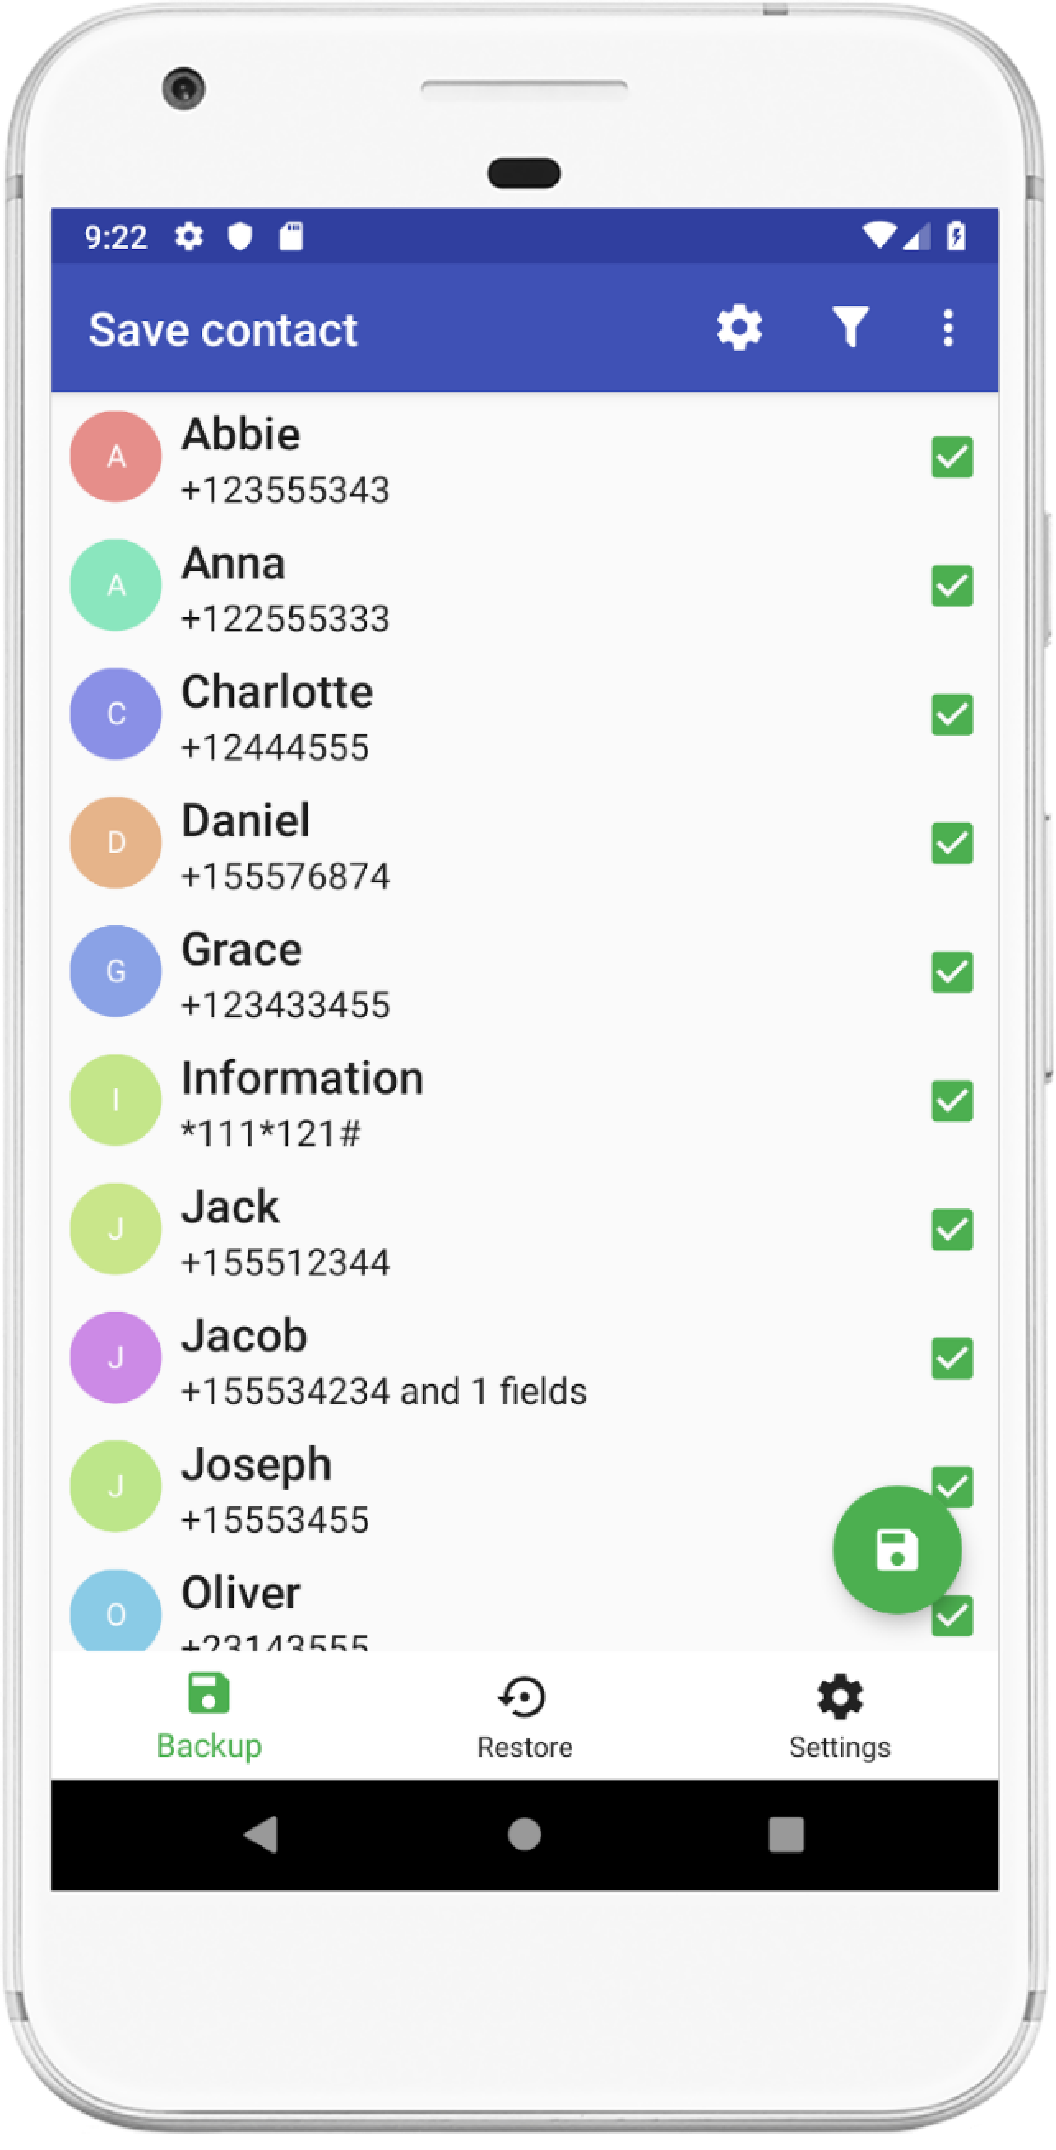 9:22
Save contact
A
Abbie
+123555343
A
Anna
+122555333
C
Charlotte
+12444555
D
Daniel
+155576874
G
Grace
+123433455
I
Information
*111*121#
J
Jack
+155512344
J
Jacob
+155534234 and 1 fields
J
Joseph
+15553455
O
Oliver
+23143555
Backup
Restore
Settings